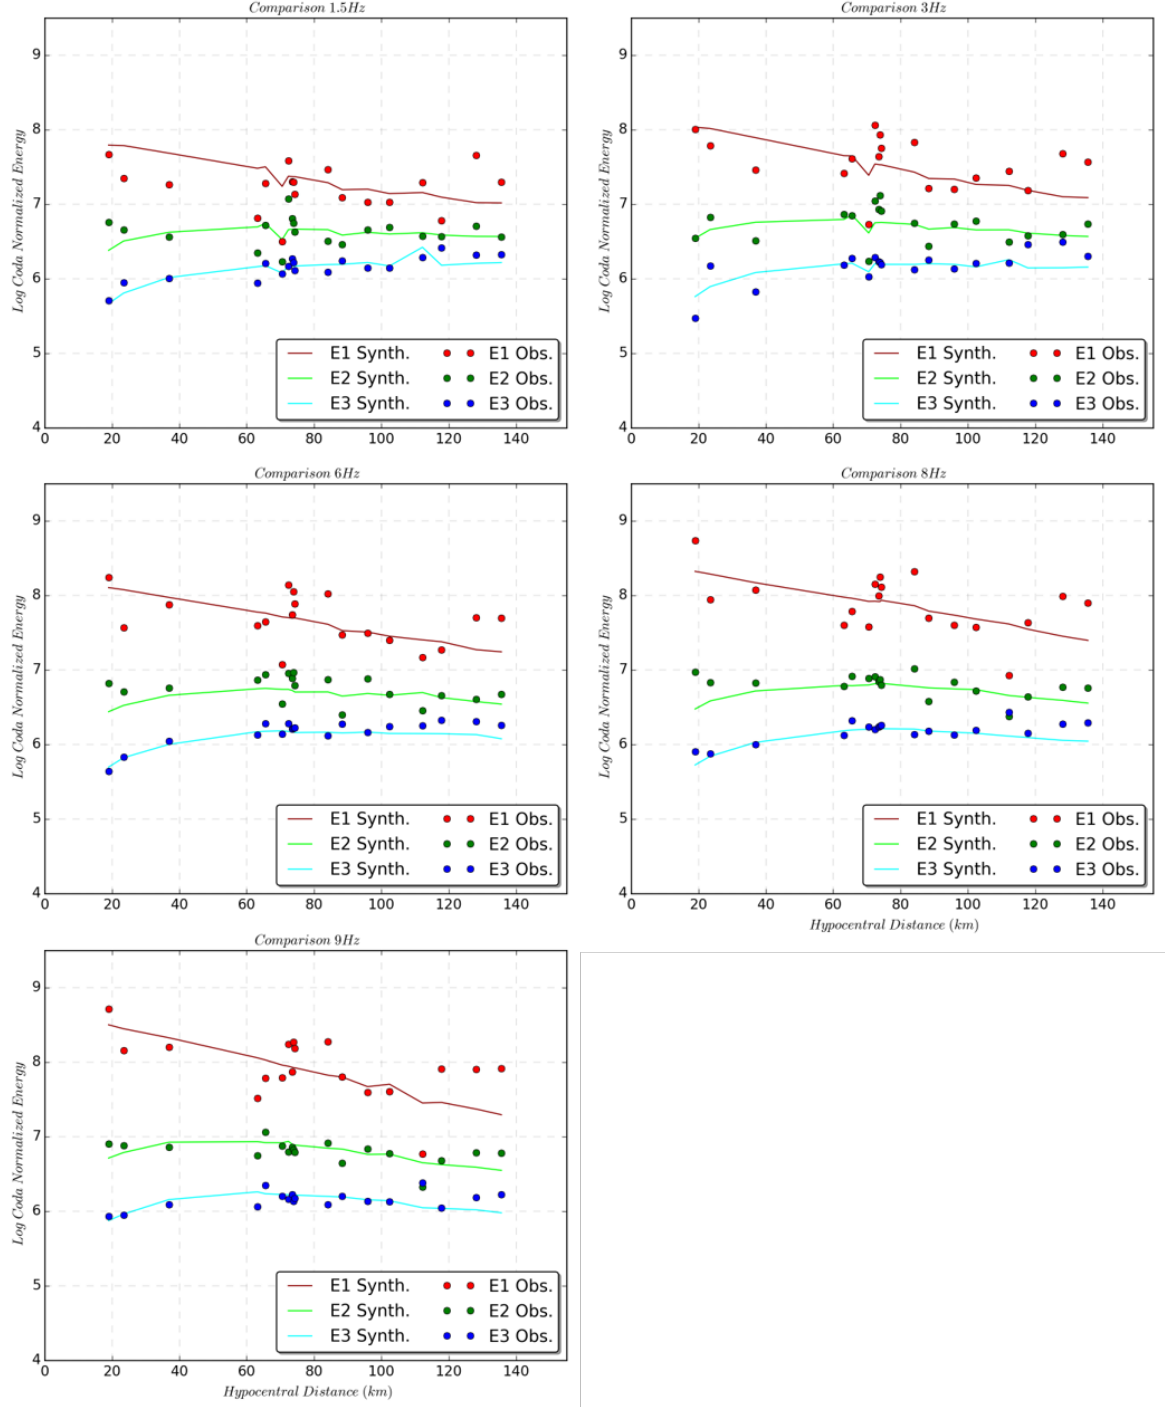 Comparison 1.5Hz
Log Coda Normalized Energy
9
8
7
6
5
4
0 20 40 60 80 100 120 140
E1 Synth. E1 Obs.
E2 Synth. E2 Obs.
E3 Synth. E3 Obs.
Comparison 3Hz
Log Coda Normalized Energy
9
8
7
6
5
4
0 20 40 60 80 100 120 140
E1 Synth. E1 Obs.
E2 Synth. E2 Obs.
E3 Synth. E3 Obs.
Comparison 6Hz
Log Coda Normalized Energy
9
8
7
6
5
4
0 20 40 60 80 100 120 140
E1 Synth. E1 Obs.
E2 Synth. E2 Obs.
E3 Synth. E3 Obs.
Comparison 8Hz
Log Coda Normalized Energy
9
8
7
6
5
4
0 20 40 60 80 100 120 140
Hypocentral Distance (km)
E1 Synth. E1 Obs.
E2 Synth. E2 Obs.
E3 Synth. E3 Obs.
Comparison 9Hz
Log Coda Normalized Energy
9
8
7
6
5
4
0 20 40 60 80 100 120 140
Hypocentral Distance (km)
E1 Synth. E1 Obs.
E2 Synth. E2 Obs.
E3 Synth. E3 Obs.